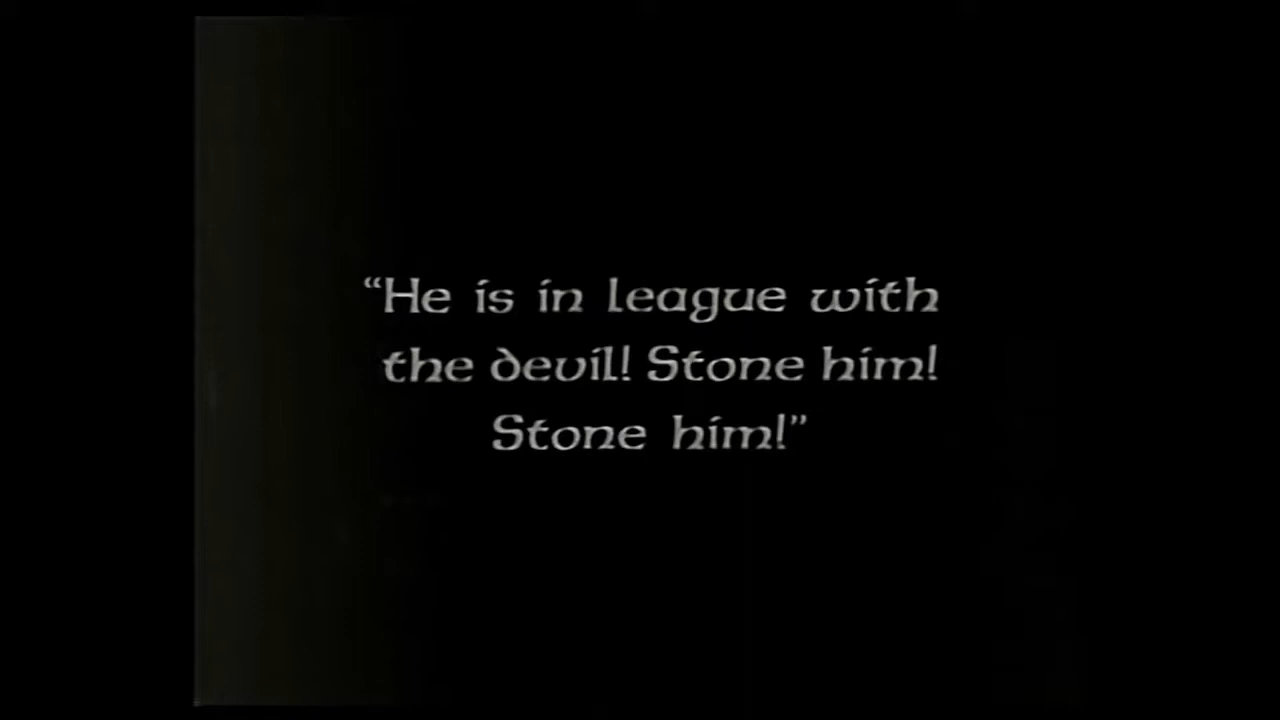 “He is in league with
the devil! Stone him!
Stone him!”